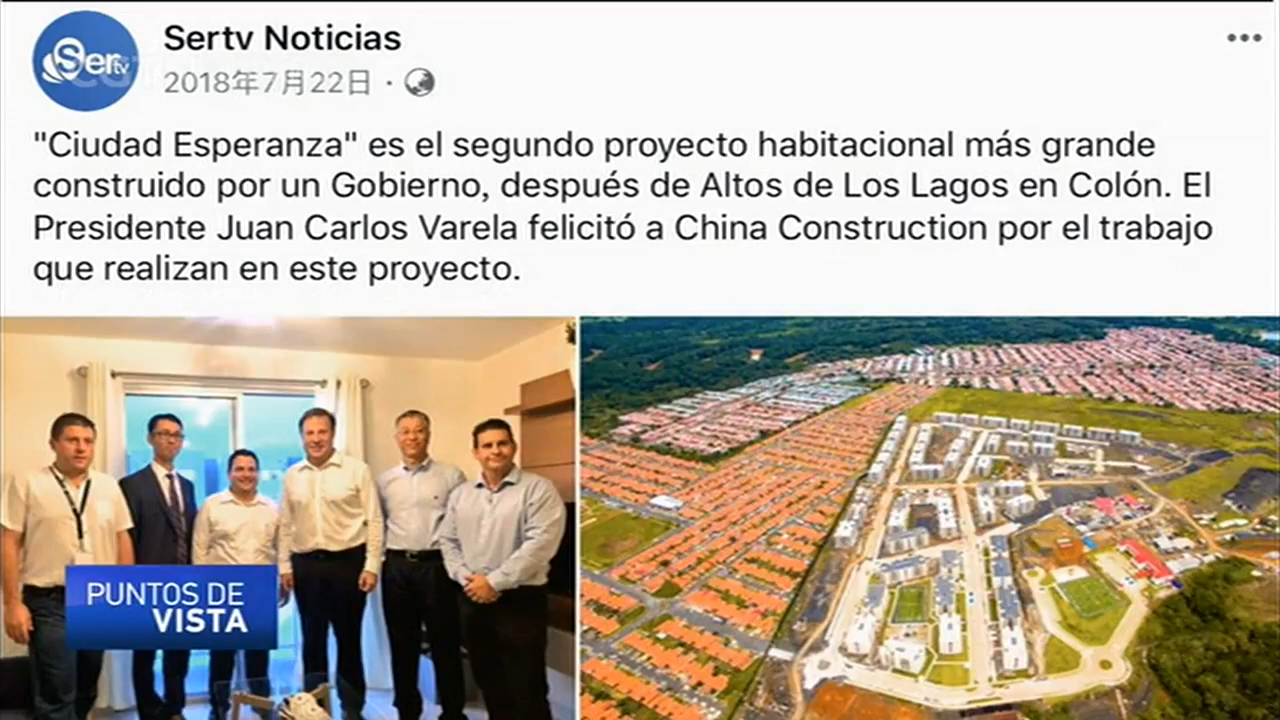 Sertv Noticias
2018年7月22日 ·
"Ciudad Esperanza" es el segundo proyecto habitacional más grande
construido por un Gobierno, después de Altos de Los Lagos en Colón. El
Presidente Juan Carlos Varela felicitó a China Construction por el trabajo
que realizan en este proyecto.
Sertv
PUNTOS DE
VISTA